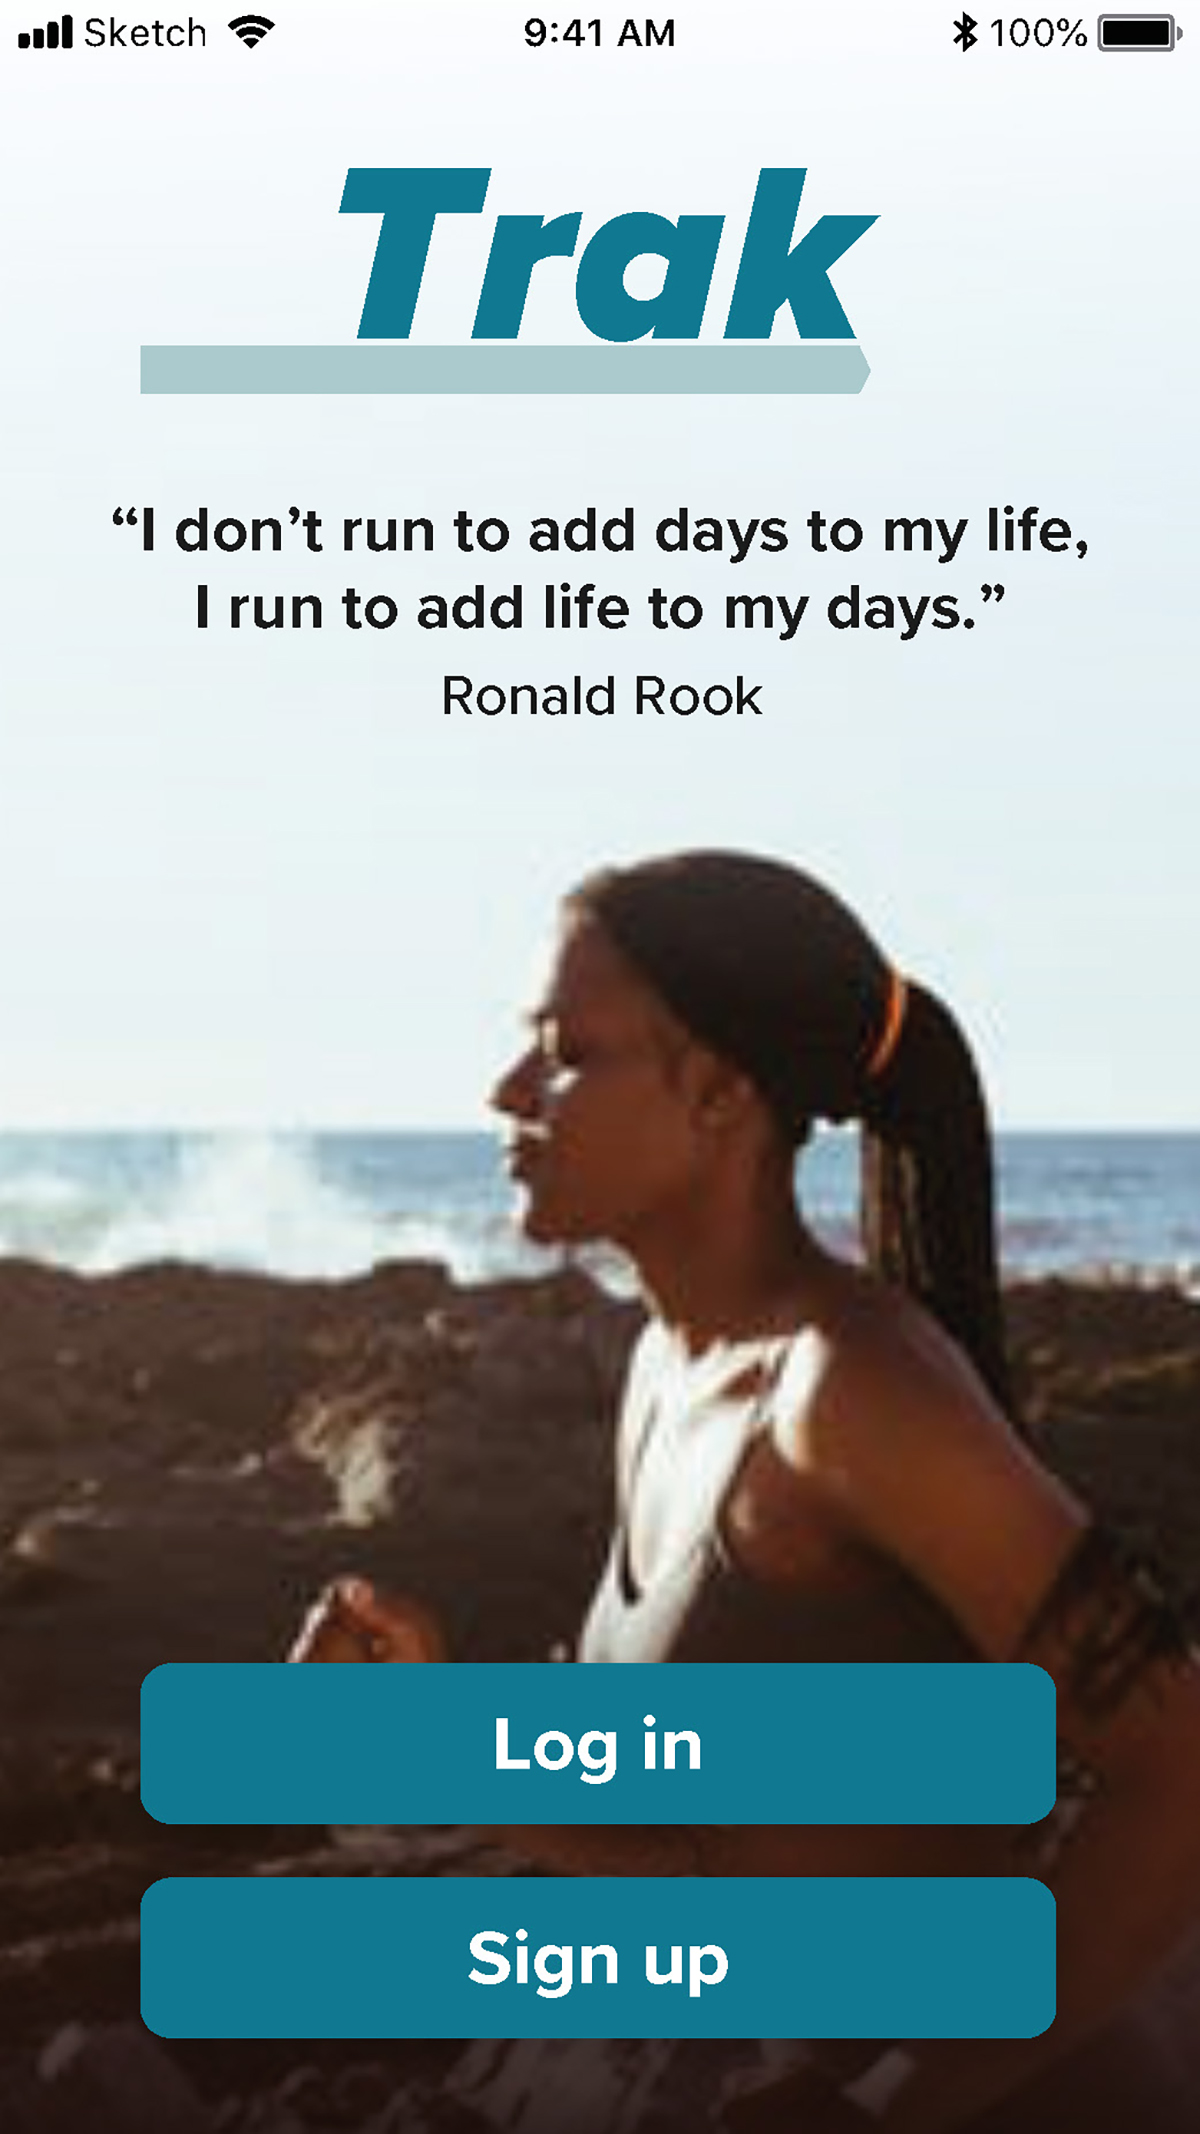 Sketch 9:41 AM 100%
Trak
“I don’t run to add days to my life,
I run to add life to my days.”
Ronald Rook
Log in
Sign up